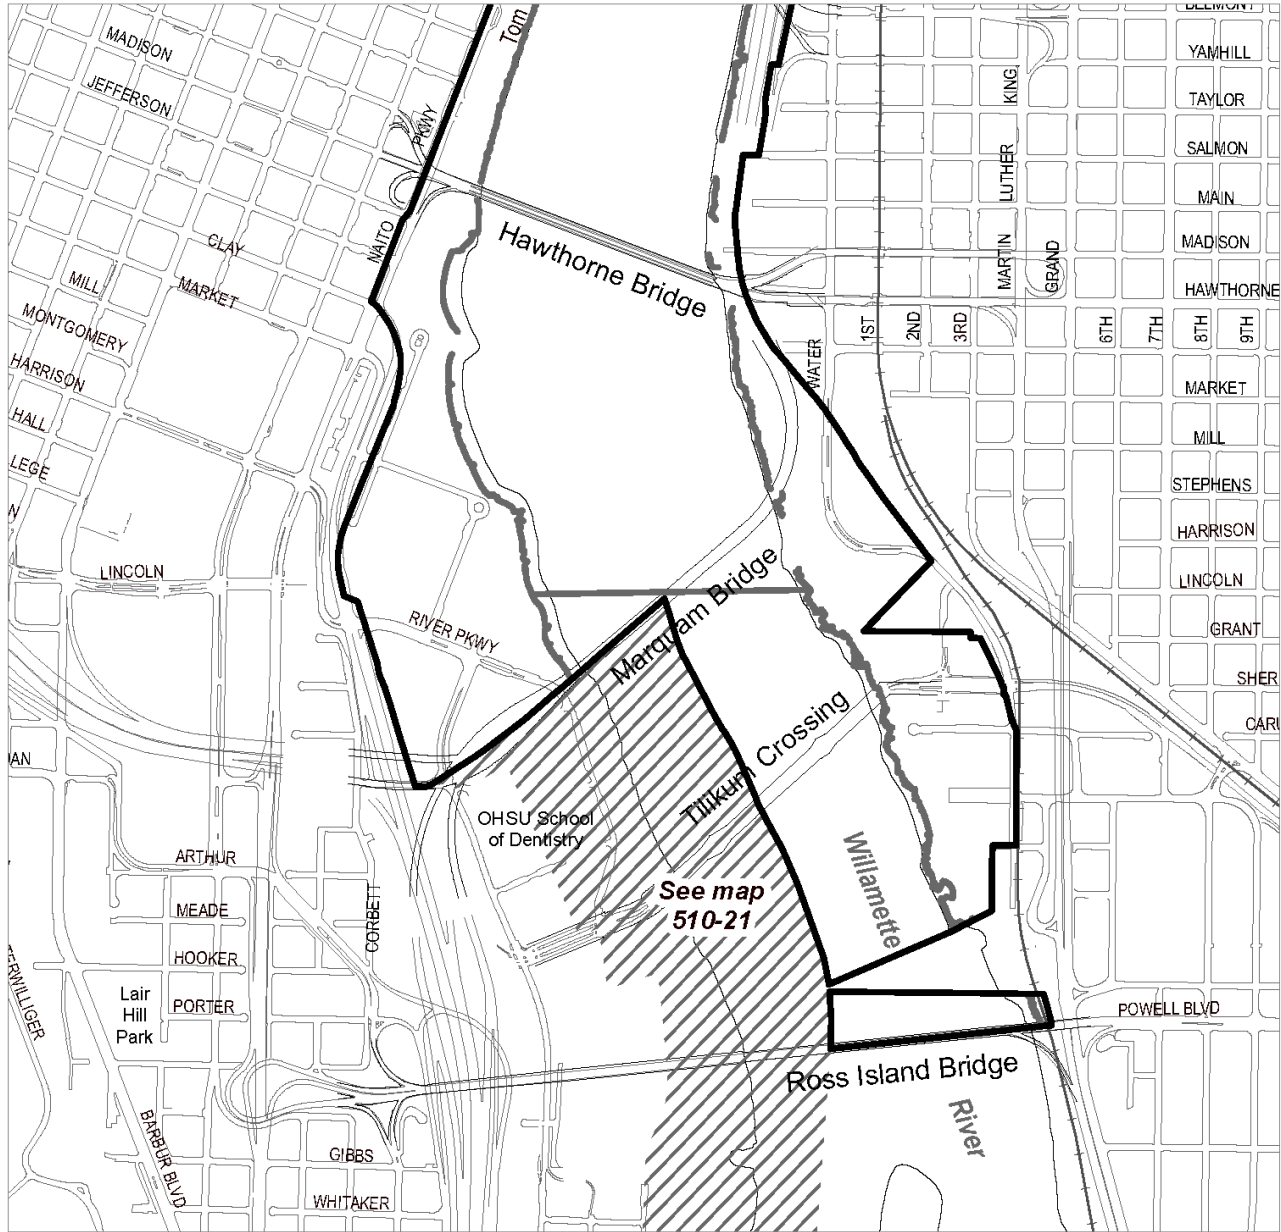 Tom
BELMONT
MADISON
YAMHILL
KING
JEFFERSON
TAYLOR
PKWY
SALMON
LUTHER
MAIN
NAITO
CLAY
Hawthorne Bridge
MARTIN
GRAND
MADISON
MILL
MARKET
HAWTHORNE
MONTGOMERY
1ST
2ND
3RD
6TH
7TH
8TH
9TH
HARRISON
WATER
MARKET
HALL
MILL
LEGE
STEPHENS
W
HARRISON
LINCOLN
Marquam Bridge
LINCOLN
RIVER PKWY
GRANT
SHER
Tilikum Crossing
CARU
AN
OHSU School
of Dentistry
Willamette
ARTHUR
See map
510-21
CORBETT
MEADE
HOOKER
ERWILLIGER
Lair
Hill
Park
PORTER
POWELL BLVD
Ross Island Bridge
River
BARBUR BLVD
GIBBS
WHITAKER